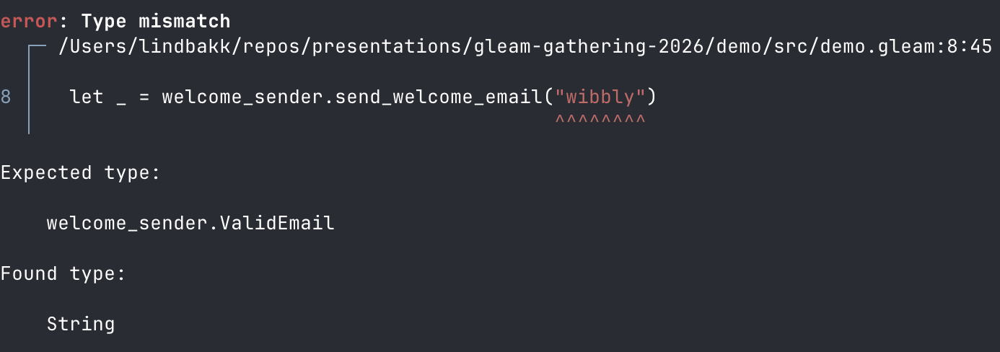 error: Type mismatch
/Users/lindbakk/repos/presentations/gleam-gathering-2026/demo/src/demo.gleam:8:45
8 let _ = welcome_sender.send_welcome_email("wibbly")
^^^^^^^^
Expected type:
welcome_sender.ValidEmail
Found type:
String